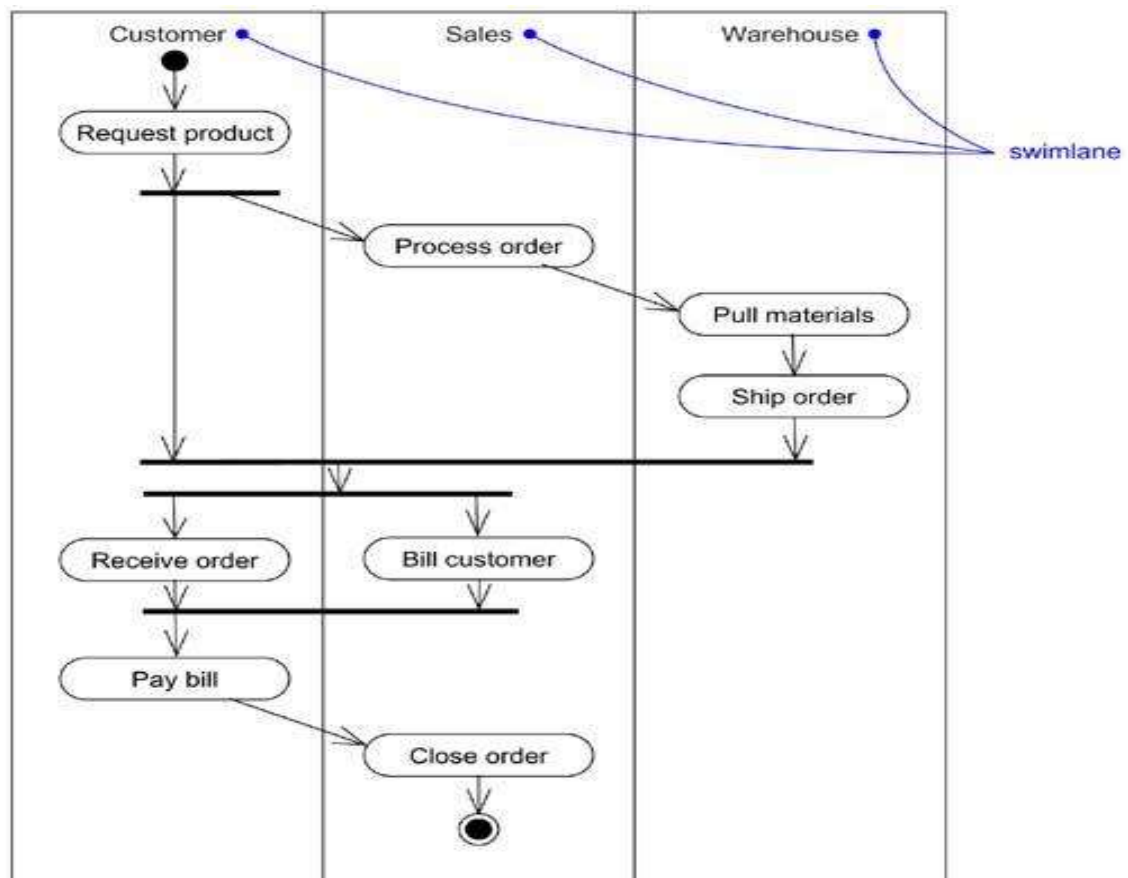 Customer
Sales
Warehouse
Request product
swimlane
Process order
Pull materials
Ship order
Receive order
Bill customer
Pay bill
Close order